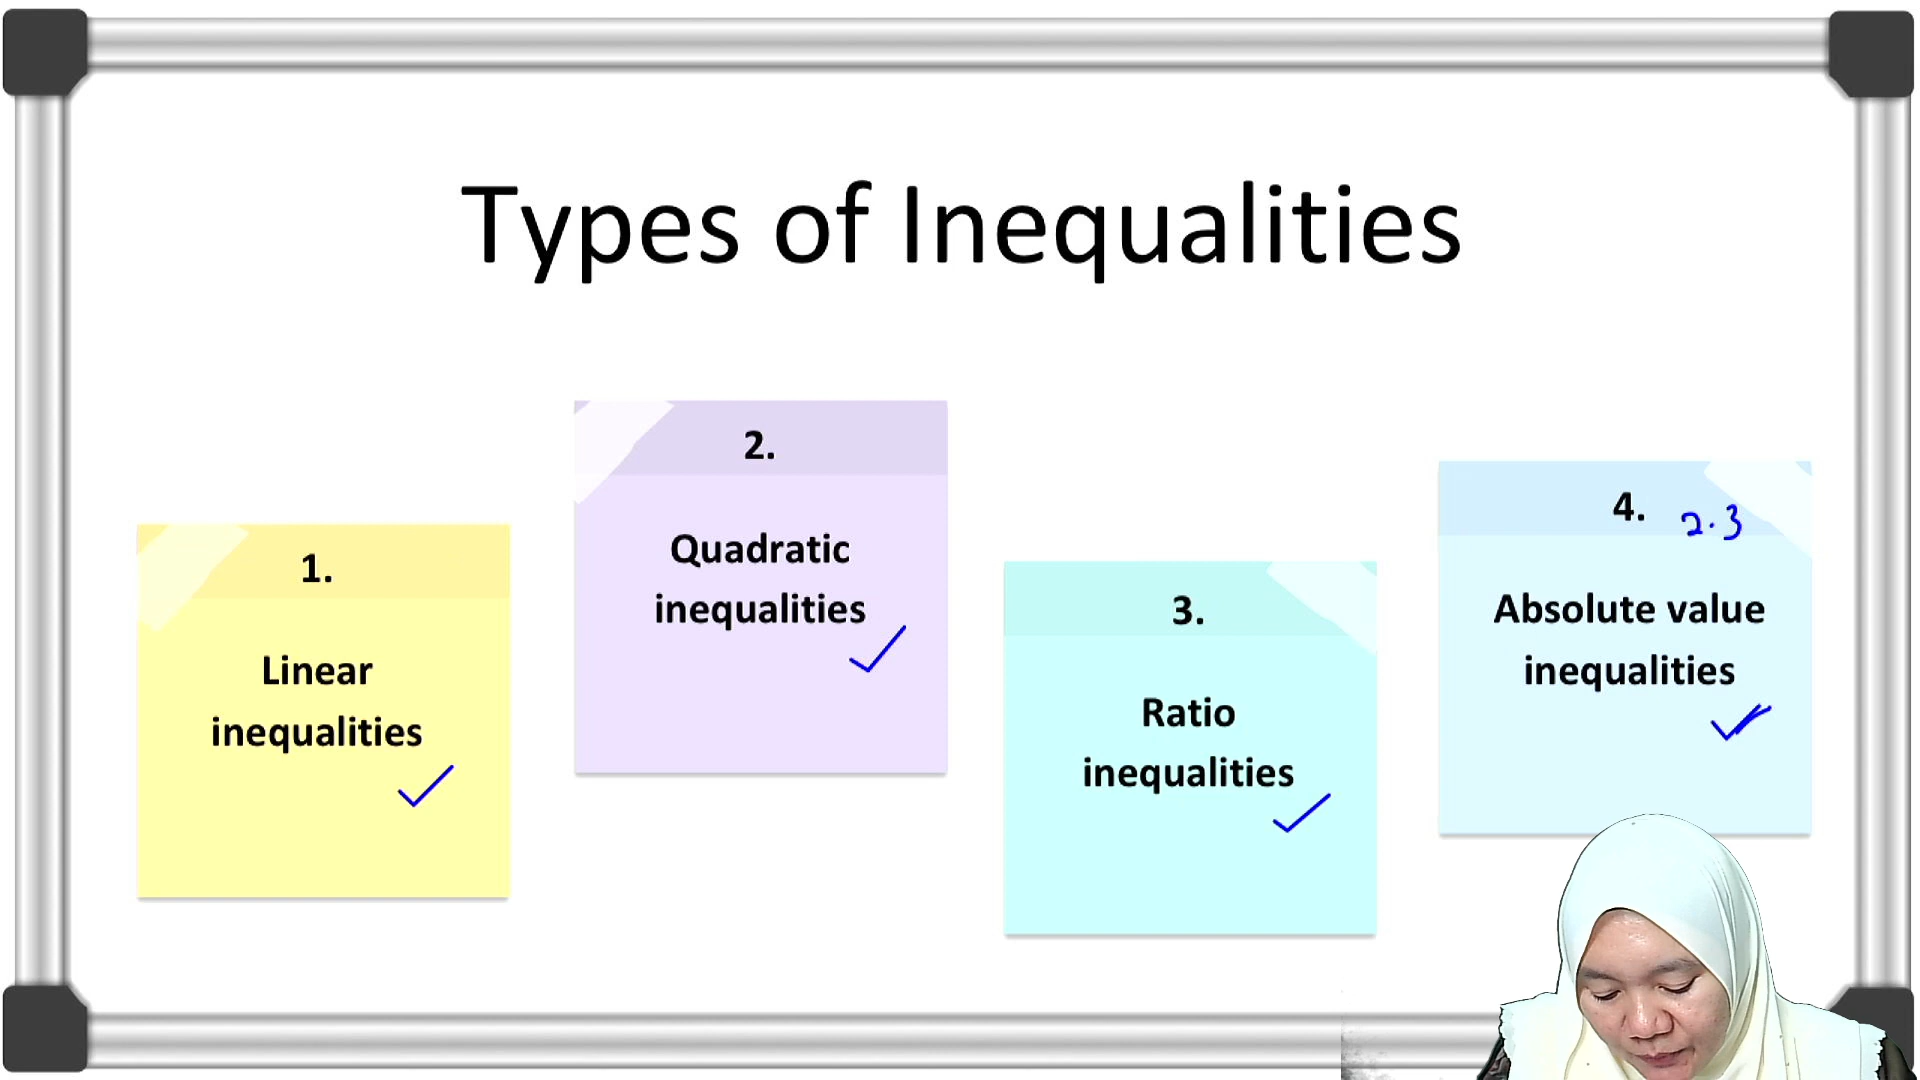 Types of Inequalities
1.
Linear
inequalities
2.
Quadratic
inequalities
3.
Ratio
inequalities
4. 2.3
Absolute value
inequalities